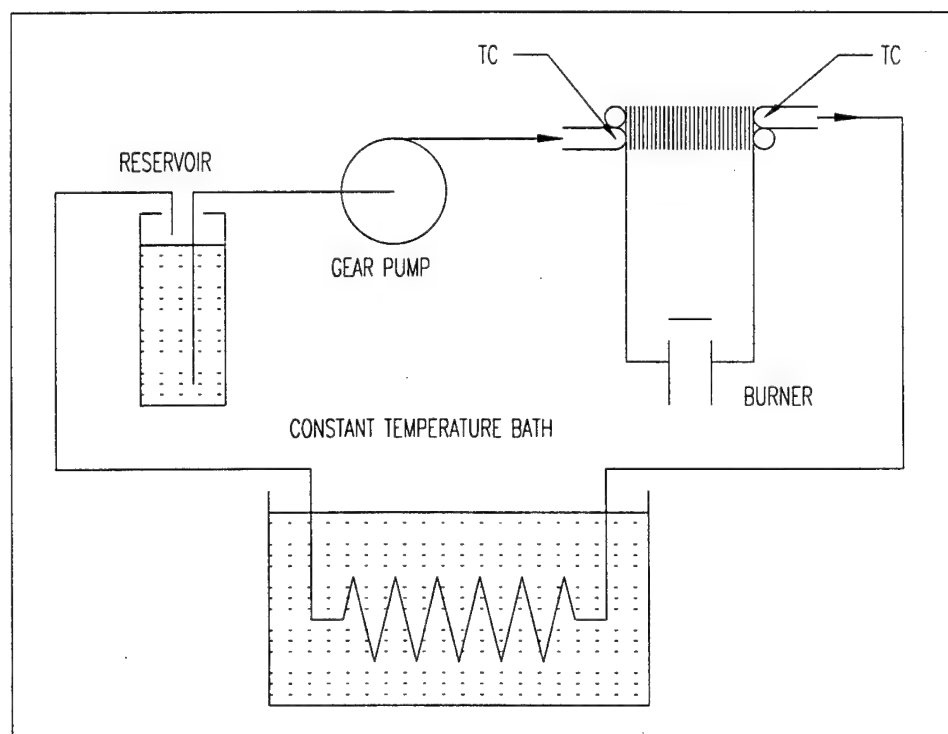 TC
TC
RESERVOIR
GEAR PUMP
BURNER
CONSTANT TEMPERATURE BATH